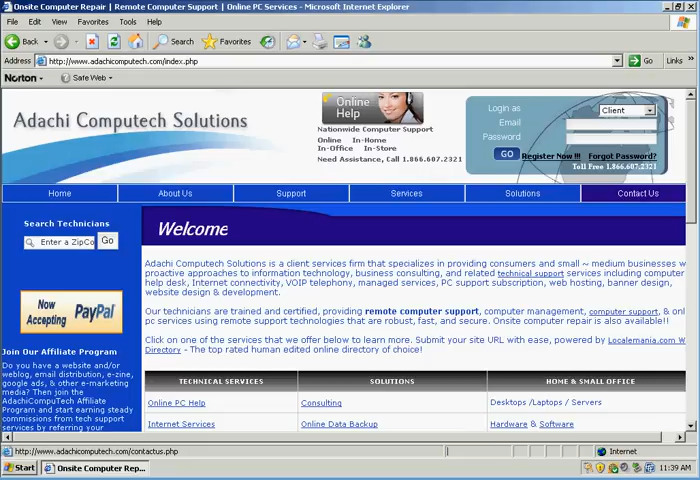 Onsite Computer Repair | Remote Computer Support | Online PC Services - Microsoft Internet Explorer
File Edit View Favorites Tools Help
Back Search Favorites
Address http://www.adachicomputech.com/index.php Go Links »
Norton Safe Web
Adachi Computech Solutions
Online Help
Nationwide Computer Support
Online In-Home
In-Office In-Store
Need Assistance, Call 1.866.607.2321
Login as Client
Email
Password
GO Register Now !!! Forgot Password?
Toll Free 1.866.607.2321
Home About Us Support Services Solutions Contact Us
Search Technicians
Enter a ZipCo Go
Now Accepting PayPal
Join Our Affiliate Program
Do you have a website and/or
weblog, email distribution, e-zine,
google ads, & other e-marketing
media? Then join the
AdachiCompuTech Affiliate
Program and start earning steady
commissions from tech support
services by referring your
Welcome
Adachi Computech Solutions is a client services firm that specializes in providing consumers and small ~ medium businesses w
proactive approaches to information technology, business consulting, and related technical support services including computer
help desk, Internet connectivity, VOIP telephony, managed services, PC support subscription, web hosting, banner design,
website design & development.
Our technicians are trained and certified, providing remote computer support, computer management, computer support, & onl
pc services using remote support technologies that are robust, fast, and secure. Onsite computer repair is also available!!
Click on one of the services that we offer below to learn more. Submit your site URL with ease, powered by Localemania.com W
Directory - The top rated human edited online directory of choice!
TECHNICAL SERVICES SOLUTIONS HOME & SMALL OFFICE
Online PC Help Consulting Desktops /Laptops / Servers
Internet Services Online Data Backup Hardware & Software
http://www.adachicomputech.com/contactus.php Internet
Start Onsite Computer Rep... 11:39 AM